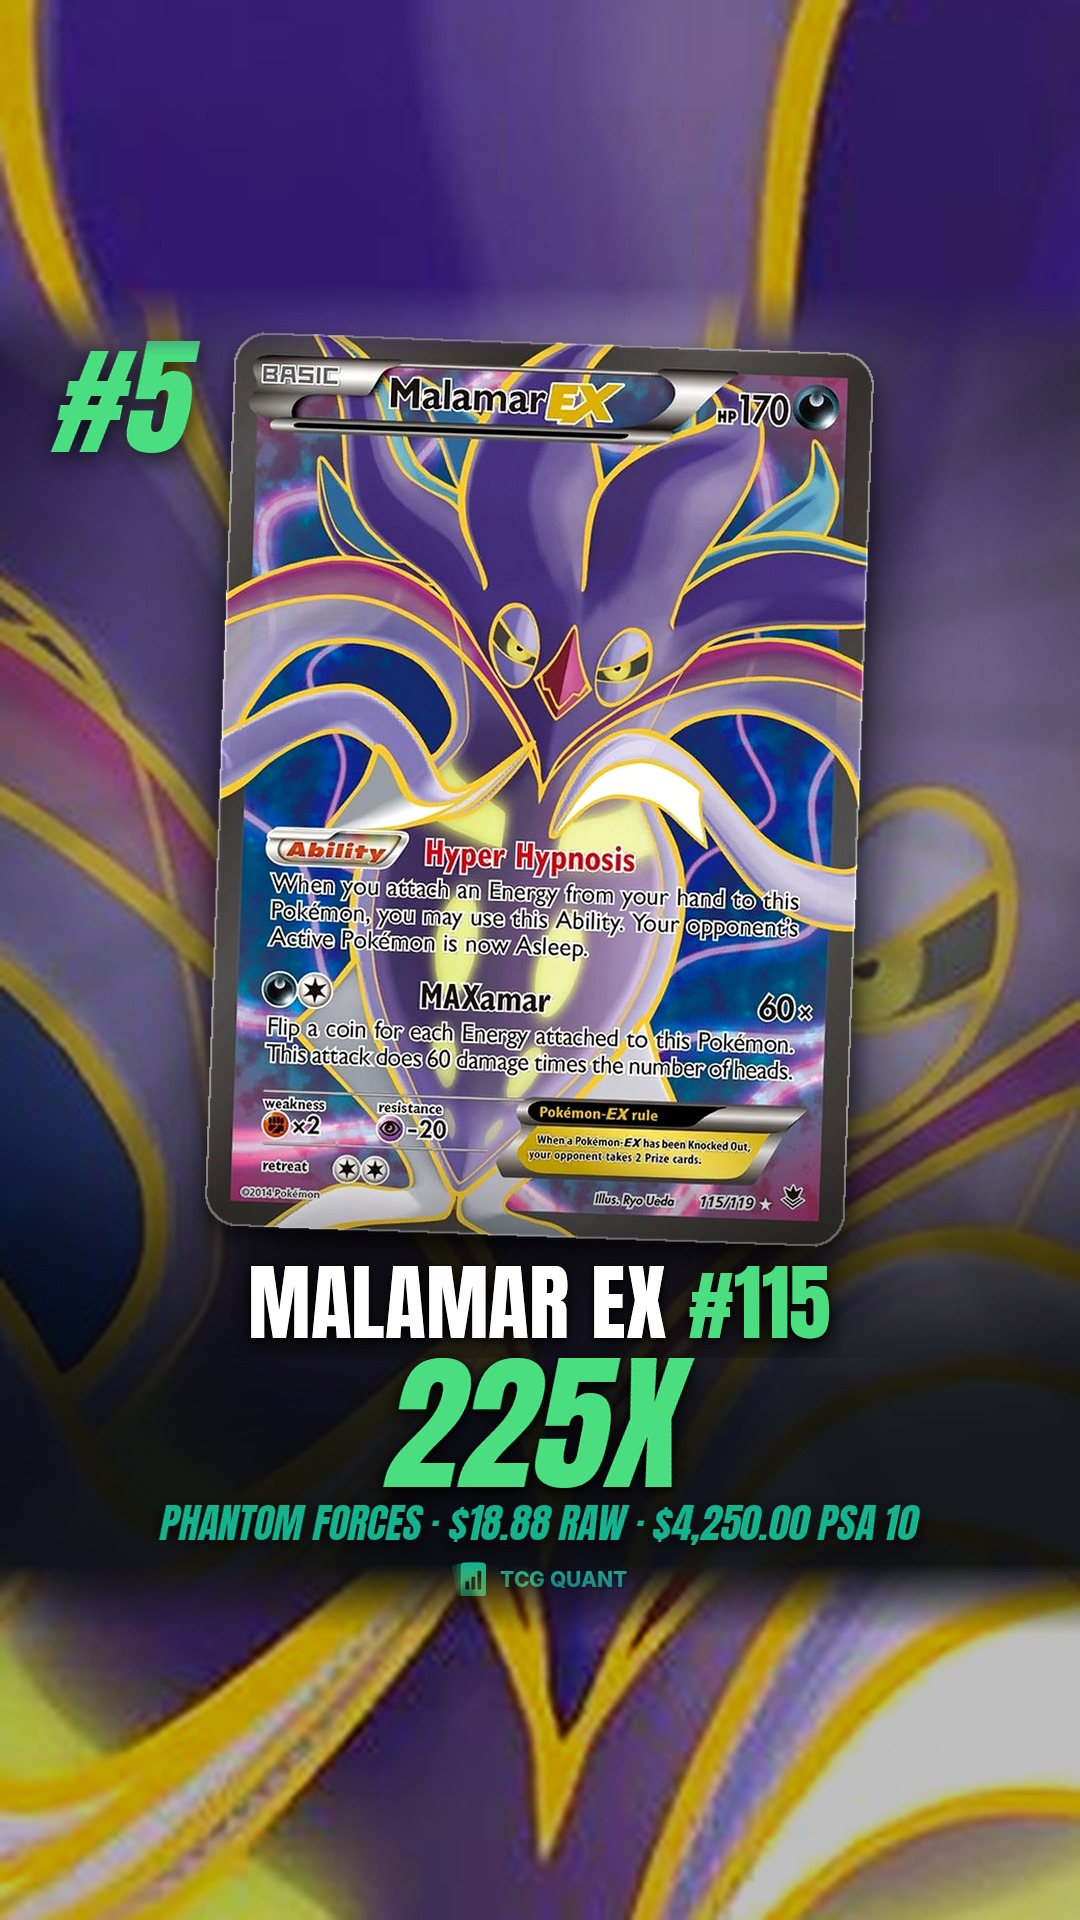 #5
BASIC
MalamarEX
HP170
Ability Hyper Hypnosis
When you attach an Energy from your hand to this
Pokémon, you may use this Ability. Your opponent's
Active Pokémon is now Asleep.
MAXamar 60×
Flip a coin for each Energy attached to this Pokémon.
This attack does 60 damage times the number of heads.
weakness
×2
resistance
-20
retreat
Pokémon-EX rule
When a Pokémon-EX has been Knocked Out,
your opponent takes 2 Prize cards.
©2014 Pokémon
Illus. Ryo Ueda 115/119 ★
MALAMAR EX #115
225X
PHANTOM FORCES · $18.88 RAW · $4,250.00 PSA 10
TCG QUANT